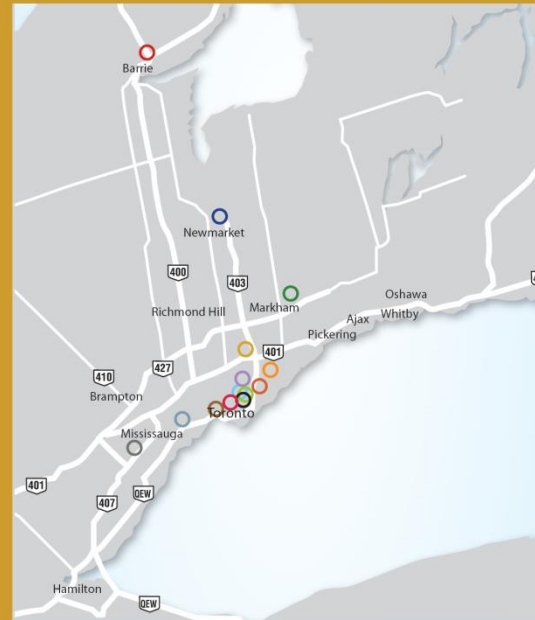 Barrie
Newmarket
400
403
Richmond Hill
Markham
Oshawa
Ajax
Whitby
Pickering
401
427
410
Brampton
Toronto
Mississauga
401
QEW
407
Hamilton
QEW